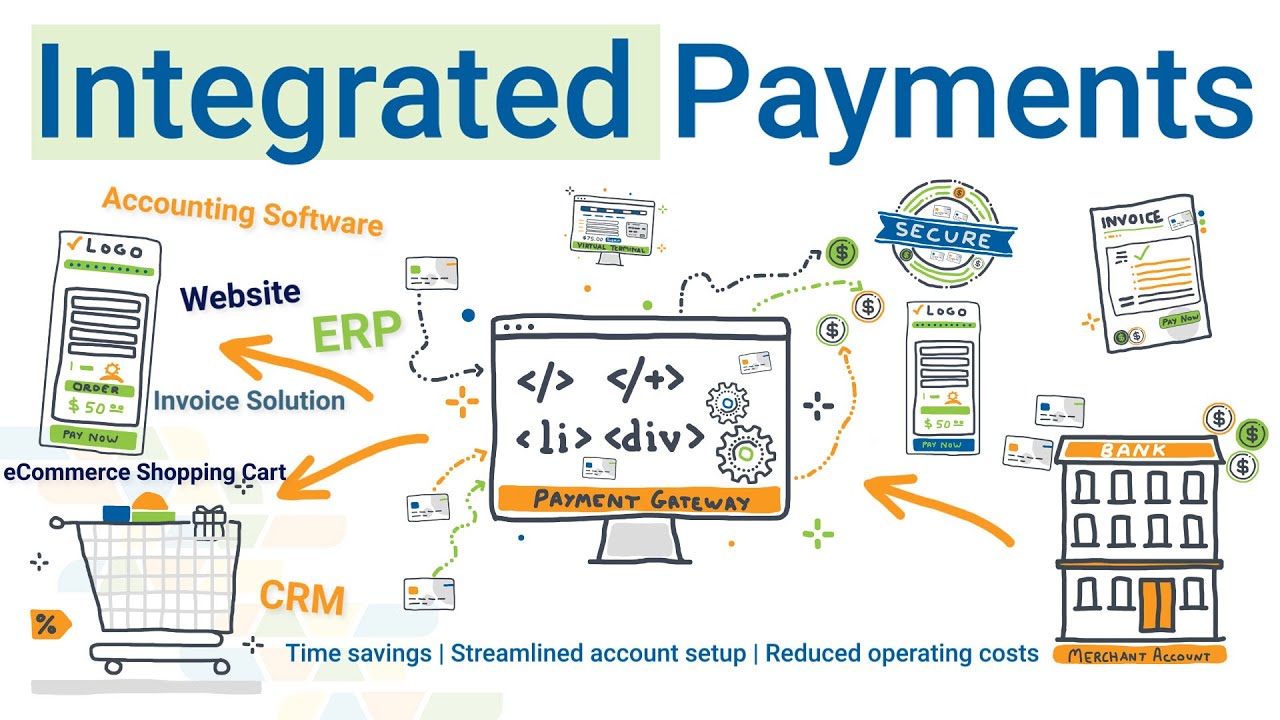 Integrated Payments
Accounting Software
✓ LOGO
Website
ERP
ORDER
$ 50 00
PAY NOW
Invoice Solution
eCommerce Shopping Cart
%
CRM
$75.00
VIRTUAL TERMINAL
</> </+>
<li> <div>
PAYMENT GATEWAY
$
$
$
SECURE
✓ LOGO
$ 50 00
PAY NOW
INVOICE
PAY NOW
$
$
$
BANK
MERCHANT ACCOUNT
Time savings | Streamlined account setup | Reduced operating costs